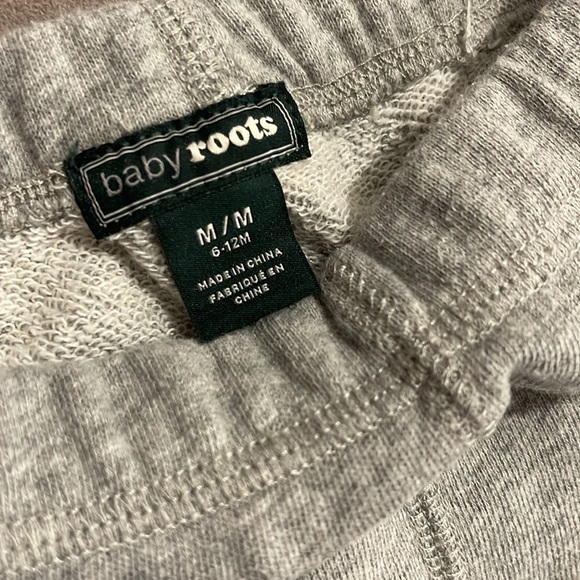 baby roots
M / M
6-12M
MADE IN CHINA
FABRIQUÉ EN
CHINE